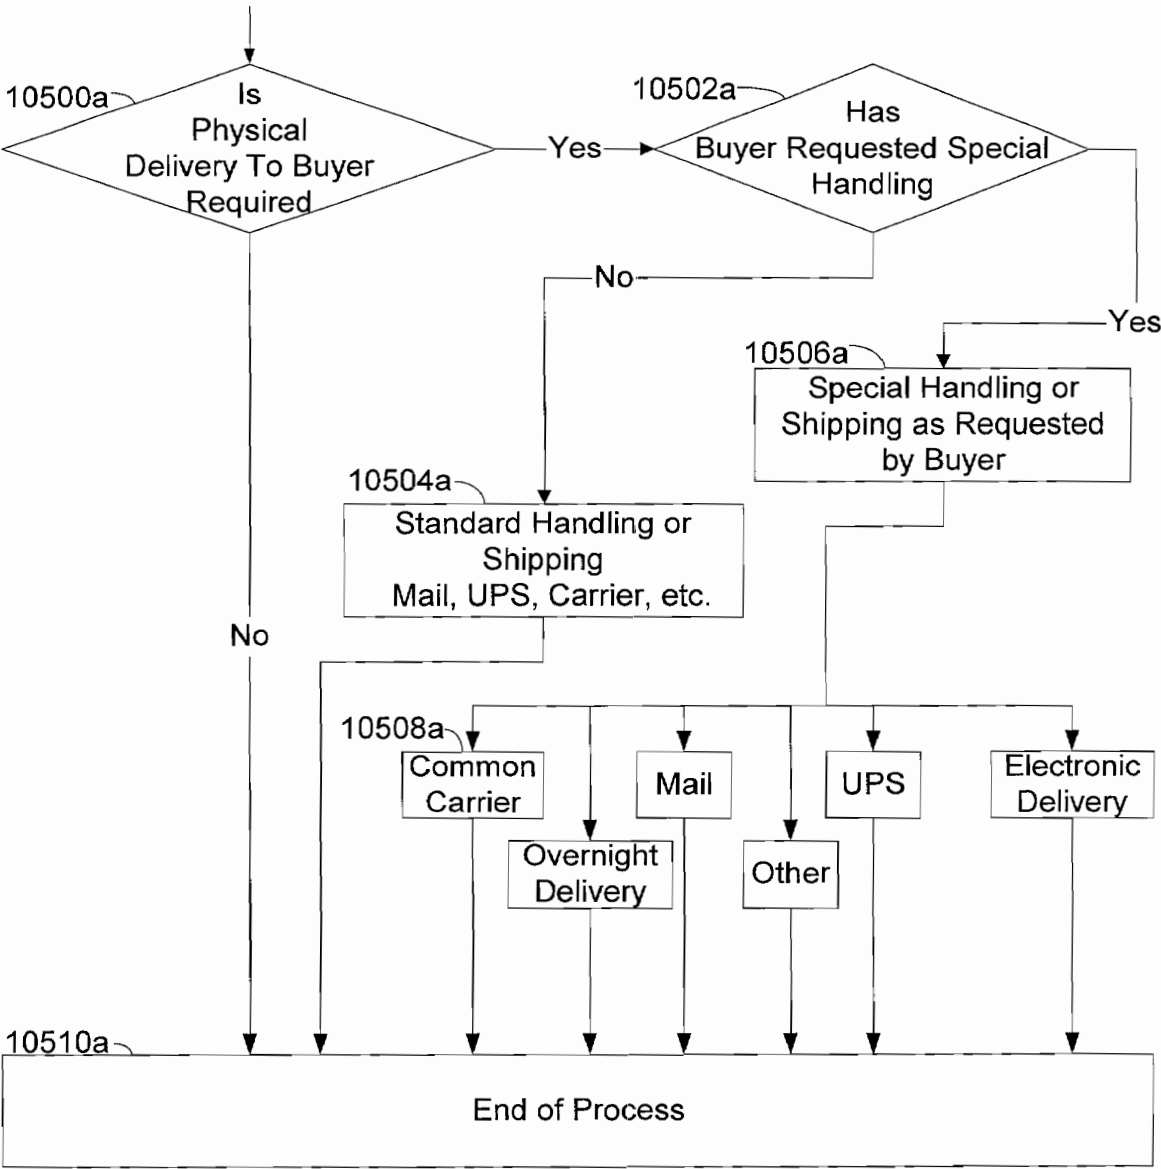 10500a
Is
Physical
Delivery To Buyer
Required
Yes
10502a
Has
Buyer Requested Special
Handling
No
Yes
10506a
Special Handling or
Shipping as Requested
by Buyer
10504a
Standard Handling or
Shipping
Mail, UPS, Carrier, etc.
No
10508a
Common
Carrier
Overnight
Delivery
Mail
Other
UPS
Electronic
Delivery
10510a
End of Process